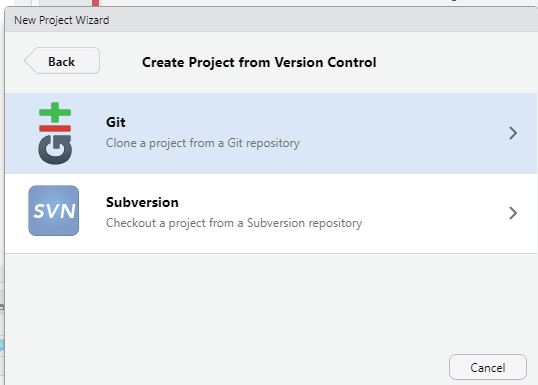 New Project Wizard
Back
Create Project from Version Control
git
Git
Clone a project from a Git repository
SVN
Subversion
Checkout a project from a Subversion repository
Cancel